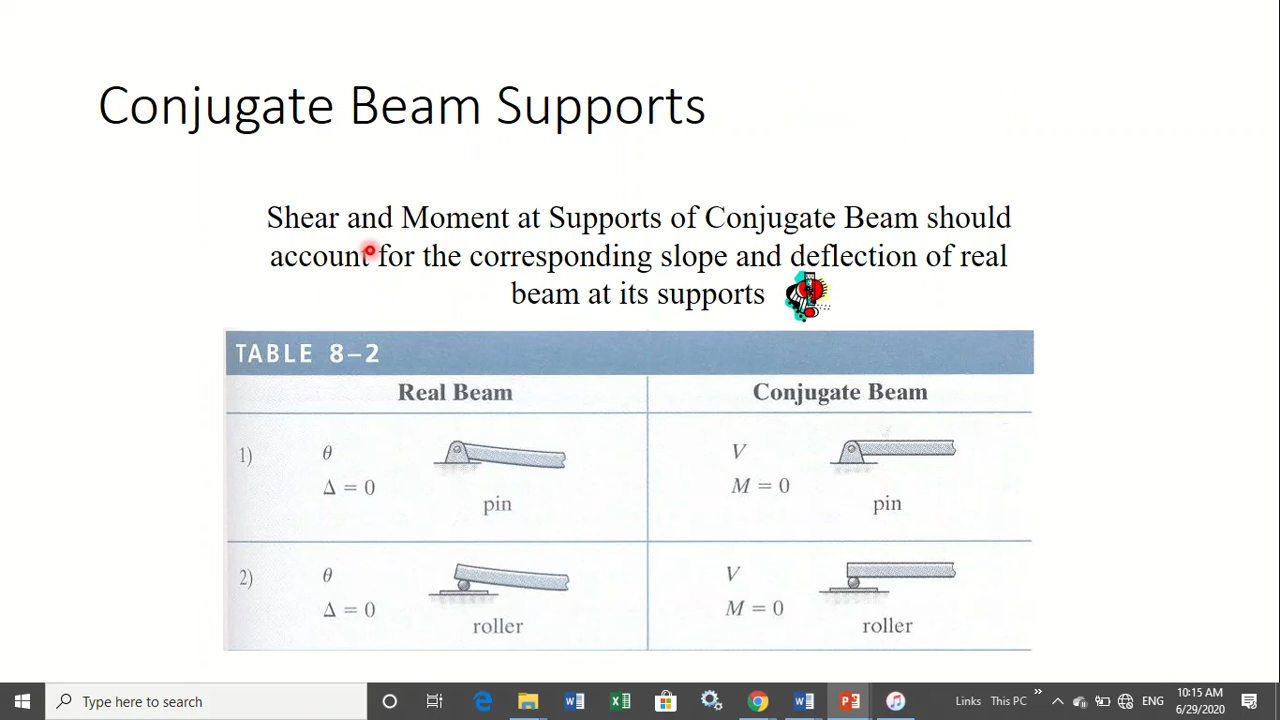 Conjugate Beam Supports
Shear and Moment at Supports of Conjugate Beam should
account for the corresponding slope and deflection of real
beam at its supports
TABLE 8–2
Real Beam Conjugate Beam
1) θ V
Δ = 0 M = 0
pin pin
2) θ V
Δ = 0 M = 0
roller roller
Type here to search
Links This PC » ENG 10:15 AM
6/29/2020